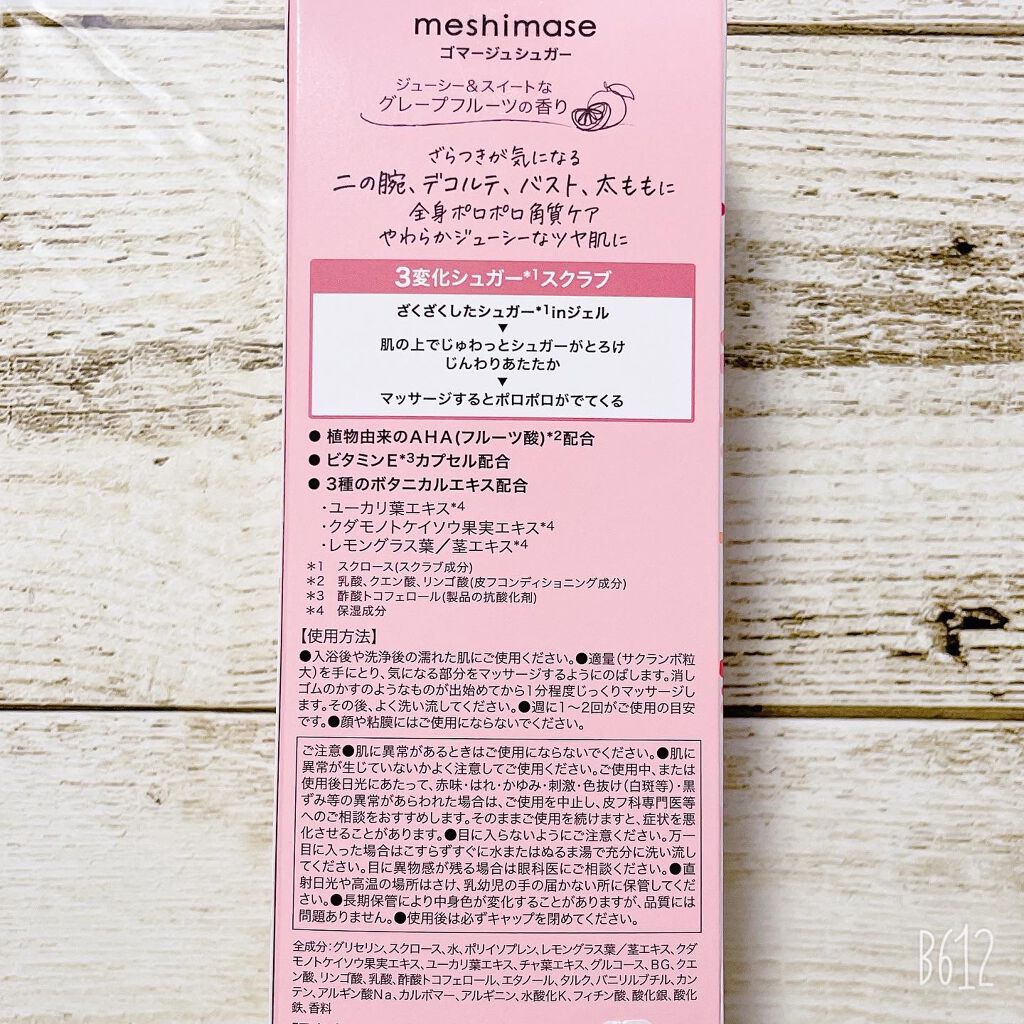 meshimase
ゴマージュシュガー
ジューシー&スイートな
グレープフルーツの香り
ざらつきが気になる
二の腕、デコルテ、バスト、太ももに
全身ポロポロ角質ケア
やわらかジューシーなツヤ肌に
3変化シュガー*1スクラブ
ざくざくしたシュガー*1inジェル
▼
肌の上でじゅわっとシュガーがとろけ
じんわりあたたか
▼
マッサージするとポロポロがでてくる
● 植物由来のAHA(フルーツ酸)*2配合
● ビタミンE*3カプセル配合
● 3種のボタニカルエキス配合
・ユーカリ葉エキス*4
・クダモノトケイソウ果実エキス*4
・レモングラス葉/茎エキス*4
*1 スクロース(スクラブ成分)
*2 乳酸、クエン酸、リンゴ酸(皮フコンディショニング成分)
*3 酢酸トコフェロール(製品の抗酸化剤)
*4 保湿成分
【使用方法】
●入浴後や洗浄後の濡れた肌にご使用ください。●適量(サクランボ粒
大)を手にとり、気になる部分をマッサージするようにのばします。消し
ゴムのかすのようなものが出始めてから1分程度じっくりマッサージし
ます。その後、よく洗い流してください。●週に1〜2回がご使用の目安
です。●顔や粘膜にはご使用にならないでください。
ご注意●肌に異常があるときはご使用にならないでください。●肌に
異常が生じていないかよく注意してご使用ください。ご使用中、または
使用後日光にあたって、赤味・はれ・かゆみ・刺激・色抜け(白斑等)・黒
ずみ等の異常があらわれた場合は、ご使用を中止し、皮フ科専門医等
へのご相談をおすすめします。そのままご使用を続けますと、症状を悪
化させることがあります。●目に入らないようにご注意ください。万一
目に入った場合はこすらずすぐに水またはぬるま湯で充分に洗い流し
てください。目に異物感が残る場合は眼科医にご相談ください。●直
射日光や高温の場所はさけ、乳幼児の手の届かない所に保管してくだ
さい。●長期保管により中身色が変化することがありますが、品質には
問題ありません。●使用後は必ずキャップを閉めてください。
全成分:グリセリン、スクロース、水、ポリイソプレン、レモングラス葉/茎エキス、クダ
モノトケイソウ果実エキス、ユーカリ葉エキス、チャ葉エキス、グルコース、BG、クエ
ン酸、リンゴ酸、乳酸、酢酸トコフェロール、エタノール、タルク、バニリルブチル、カン
テン、アルギン酸Na、カルボマー、アルギニン、水酸化K、フィチン酸、酸化銀、酸化
鉄、香料
B612